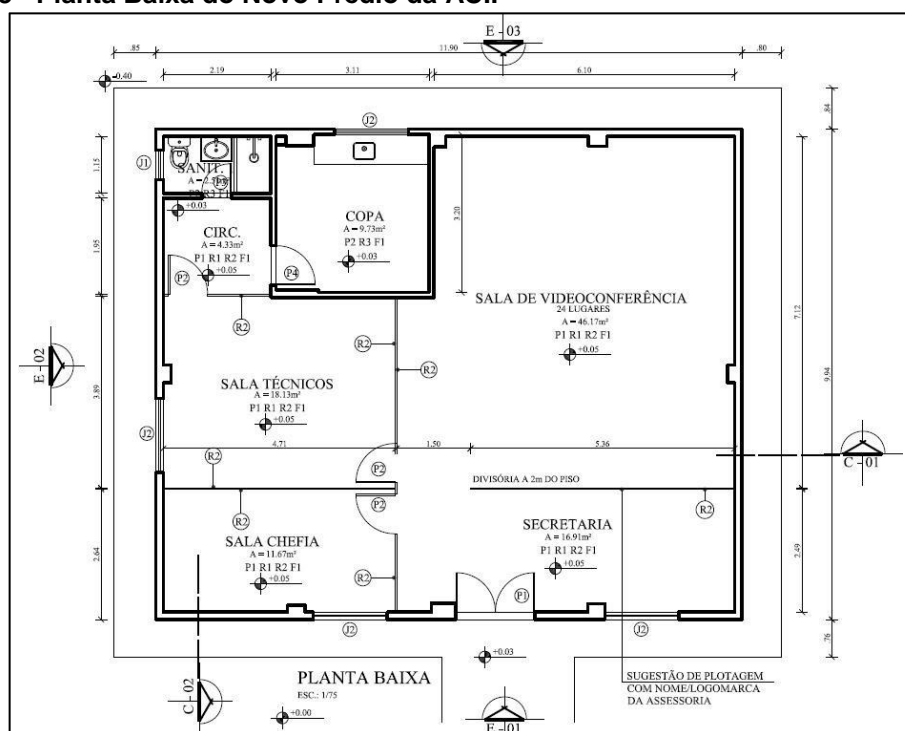 Planta Baixa do Novo Prédio da
E - 03
.85
11.90
.80
-0.40
2.19
3.11
6.10
.84
J2
J1
1.15
SANIT.
P3
+0.03
COPA
A = 9.73m²
P2 R3 F1
+0.03
3.20
CIRC.
A = 4.33m²
P1 R1 R2 F1
+0.05
1.95
P2
P4
R2
SALA DE VIDEOCONFERÊNCIA
24 LUGARES
A = 46.17m²
P1 R1 R2 F1
+0.05
7.12
9.94
E - 02
R2
R2
3.89
SALA TÉCNICOS
A = 18.13m²
P1 R1 R2 F1
+0.05
J2
4.71
1.50
5.36
C - 01
R2
P2
DIVISÓRIA A 2m DO PISO
R2
P2
R2
SALA CHEFIA
A = 11.67m²
P1 R1 R2 F1
+0.05
SECRETARIA
A = 16.91m²
P1 R1 R2 F1
+0.05
2.64
2.49
R2
P1
J2
J2
+0.03
.76
PLANTA BAIXA
ESC.: 1/75
+0.00
C - 02
E - 01
SUGESTÃO DE PLOTAGEM
COM NOME/LOGOMARCA
DA ASSESSORIA